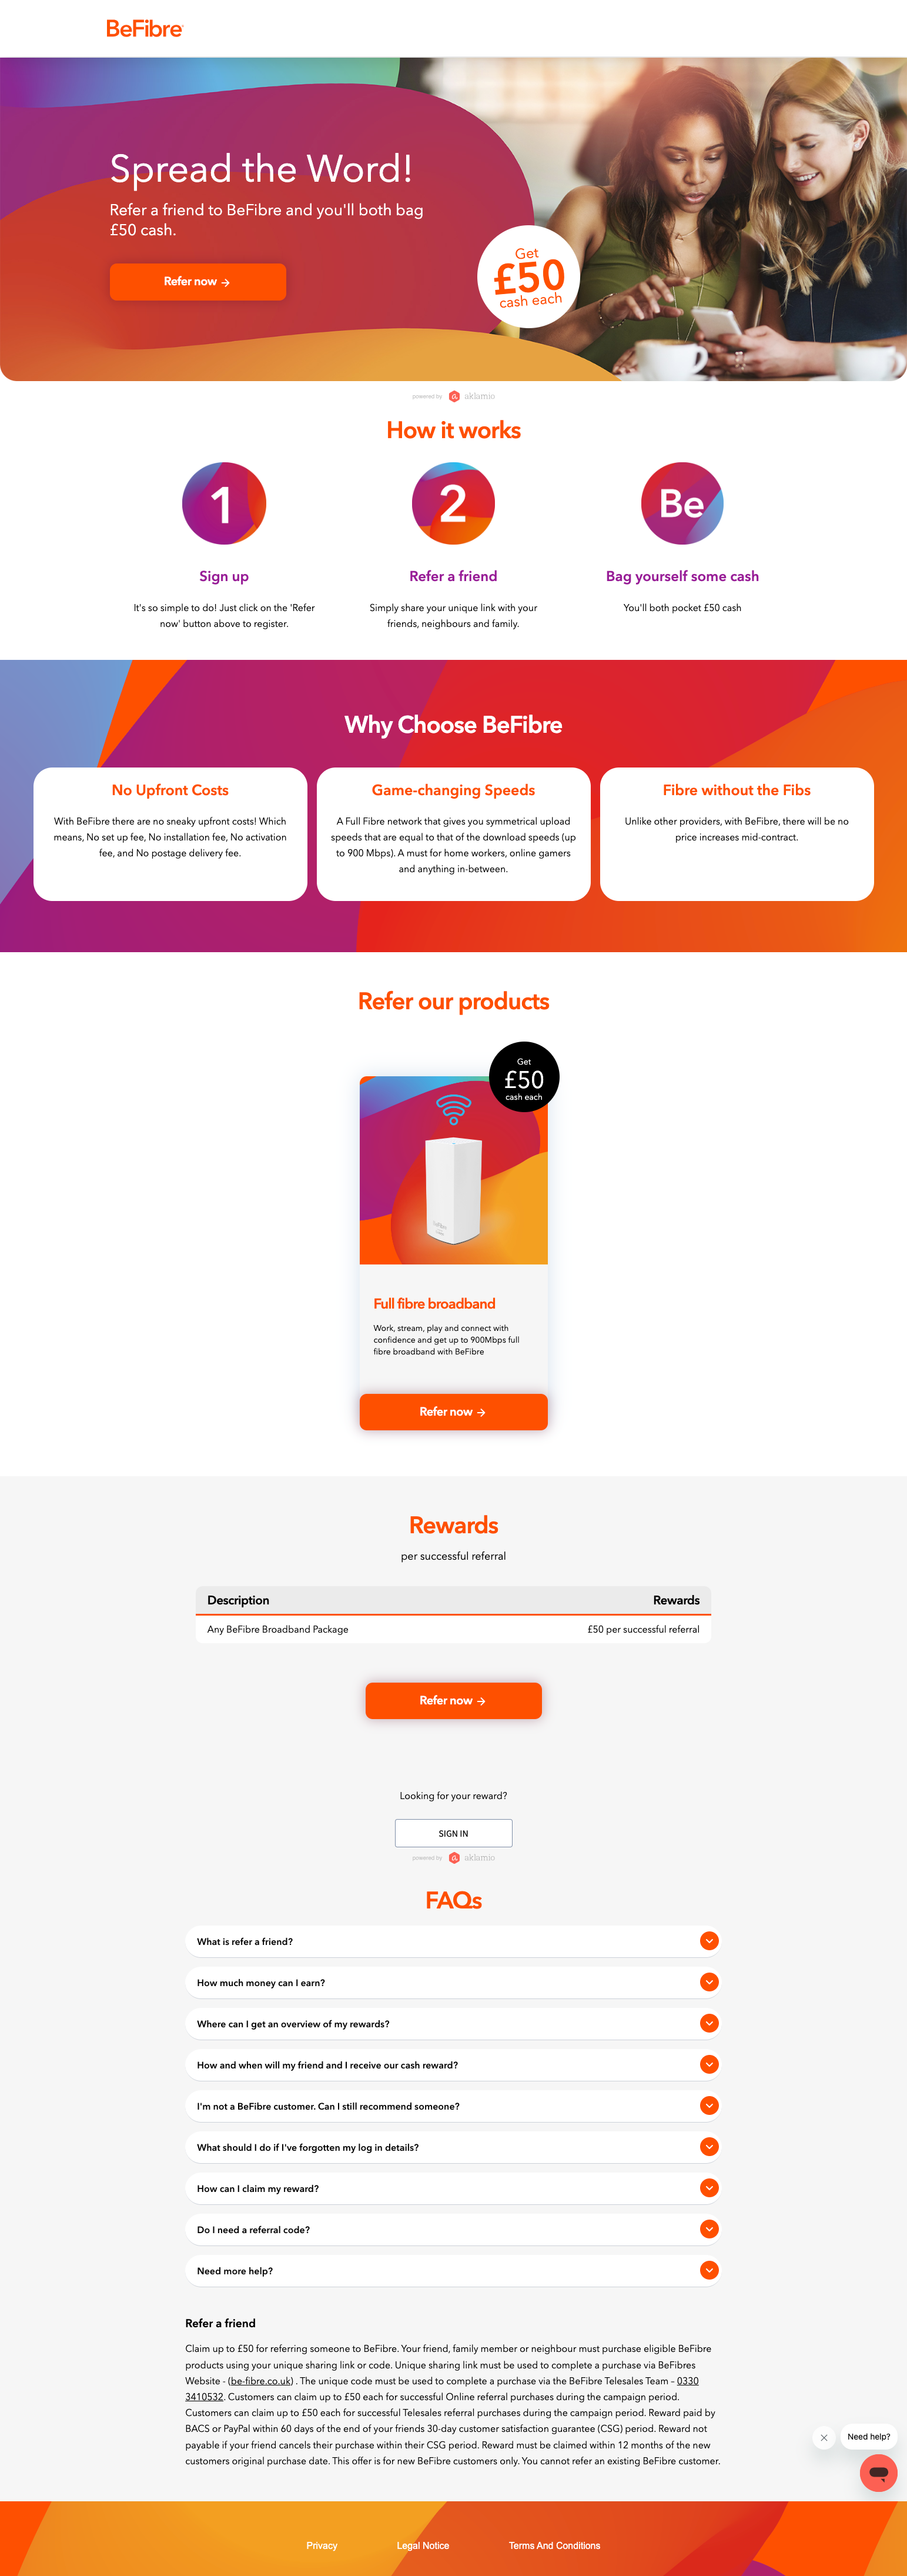 BeFibre
Spread the Word!
Refer a friend to BeFibre and you'll both bag
£50 cash.
Refer now →
Get
£50
cash each
powered by aklamio
How it works
1
2
Be
Sign up
It's so simple to do! Just click on the 'Refer
now' button above to register.
Refer a friend
Simply share your unique link with your
friends, neighbours and family.
Bag yourself some cash
You'll both pocket £50 cash
Why Choose BeFibre
No Upfront Costs
With BeFibre there are no sneaky upfront costs! Which
means, No set up fee, No installation fee, No activation
fee, and No postage delivery fee.
Game-changing Speeds
A Full Fibre network that gives you symmetrical upload
speeds that are equal to that of the download speeds (up
to 900 Mbps). A must for home workers, online gamers
and anything in-between.
Fibre without the Fibs
Unlike other providers, with BeFibre, there will be no
price increases mid-contract.
Refer our products
Get
£50
cash each
BeFibre
Full fibre broadband
Work, stream, play and connect with
confidence and get up to 900Mbps full
fibre broadband with BeFibre
Refer now →
Rewards
per successful referral
Description Rewards
Any BeFibre Broadband Package £50 per successful referral
Refer now →
Looking for your reward?
SIGN IN
powered by aklamio
FAQs
What is refer a friend?
How much money can I earn?
Where can I get an overview of my rewards?
How and when will my friend and I receive our cash reward?
I'm not a BeFibre customer. Can I still recommend someone?
What should I do if I've forgotten my log in details?
How can I claim my reward?
Do I need a referral code?
Need more help?
Refer a friend
Claim up to £50 for referring someone to BeFibre. Your friend, family member or neighbour must purchase eligible BeFibre
products using your unique sharing link or code. Unique sharing link must be used to complete a purchase via BeFibres
Website - (be-fibre.co.uk) . The unique code must be used to complete a purchase via the BeFibre Telesales Team – 0330
3410532. Customers can claim up to £50 each for successful Online referral purchases during the campaign period.
Customers can claim up to £50 each for successful Telesales referral purchases during the campaign period. Reward paid by
BACS or PayPal within 60 days of the end of your friends 30-day customer satisfaction guarantee (CSG) period. Reward not
payable if your friend cancels their purchase within their CSG period. Reward must be claimed within 12 months of the new
customers original purchase date. This offer is for new BeFibre customers only. You cannot refer an existing BeFibre customer.
Need help?
Privacy Legal Notice Terms And Conditions